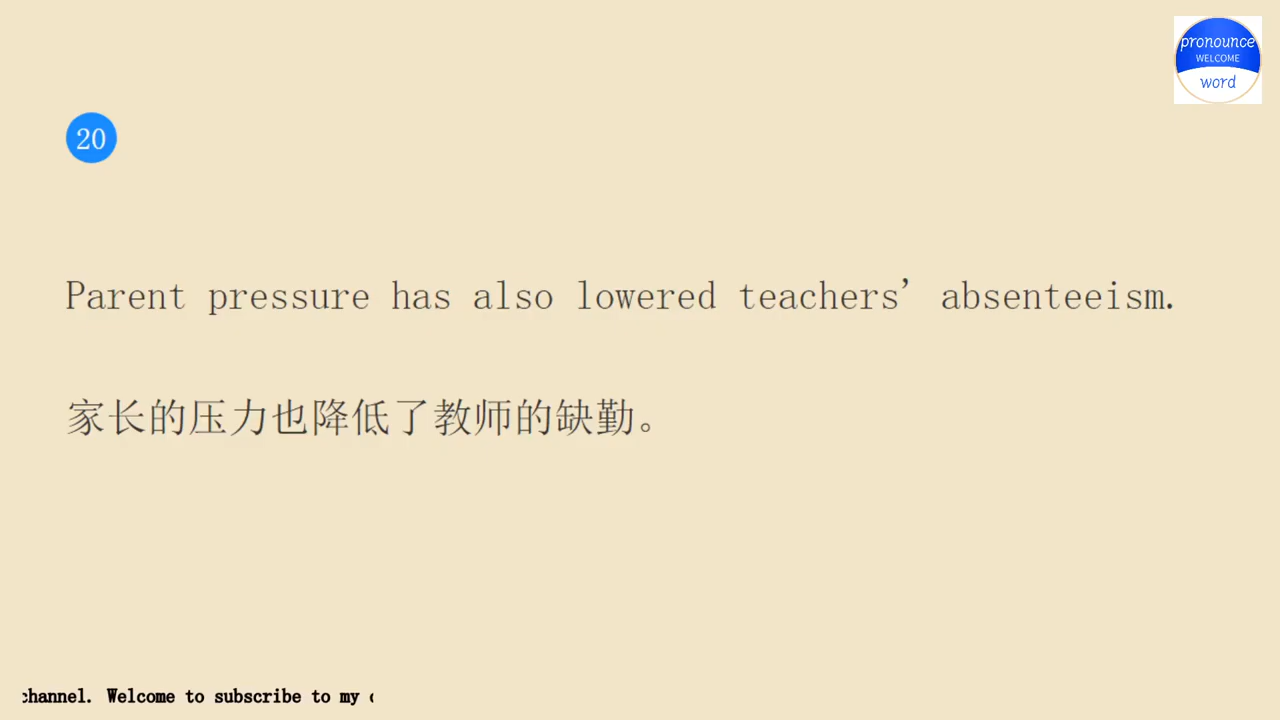 pronounce
WELCOME
word
20
Parent pressure has also lowered teachers’ absenteeism.
家长的压力也降低了教师的缺勤。
channel. Welcome to subscribe to my